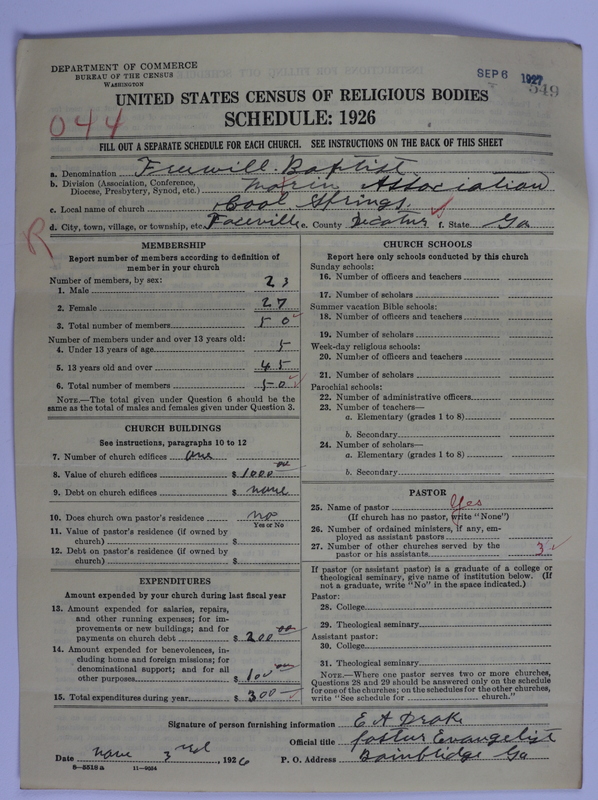 DEPARTMENT OF COMMERCE
BUREAU OF THE CENSUS
WASHINGTON
SEP 6 1927
549
UNITED STATES CENSUS OF RELIGIOUS BODIES
SCHEDULE: 1926
044
FILL OUT A SEPARATE SCHEDULE FOR EACH CHURCH. SEE INSTRUCTIONS ON THE BACK OF THIS SHEET
a. Denomination Freewill. Baptist
b. Division (Association, Conference, Diocese, Presbytery, Synod, etc.) Association
c. Local name of church Cool Springs.
d. City, town, village, or township, etc. Faceville e. County Decatur f. State Ga
R
MEMBERSHIP
Report number of members according to definition of
member in your church
Number of members, by sex:
1. Male 23
2. Female 27
3. Total number of members 50
Number of members under and over 13 years old:
4. Under 13 years of age 5
5. 13 years old and over 45
6. Total number of members 50
NOTE.—The total given under Question 6 should be
same as the total of males and females given under Question 3.
CHURCH BUILDINGS
See instructions, paragraphs 10 to 12
7. Number of church edifices one
8. Value of church edifices $ 1000 00
9. Debt on church edifices $ none
10. Does church own pastor's residence no
Yes or No
11. Value of pastor's residence (if owned by
church) $
12. Debt on pastor's residence (if owned by
church) $
EXPENDITURES
Amount expended by your church during last fiscal year
13. Amount expended for salaries, repairs,
and other running expenses; for im-
provements or new buildings; and for
payments on church debt $ 200 00
14. Amount expended for benevolences, in-
cluding home and foreign missions; for
denominational support; and for all
other purposes $ 100 00
15. Total expenditures during year $ 300
CHURCH SCHOOLS
Report here only schools conducted by this church
Sunday schools:
16. Number of officers and teachers
17. Number of scholars
Summer vacation Bible schools:
18. Number of officers and teachers
19. Number of scholars
Week-day religious schools:
20. Number of officers and teachers
21. Number of scholars
Parochial schools:
22. Number of administrative officers
23. Number of teachers—
a. Elementary (grades 1 to 8)
b. Secondary
24. Number of scholars—
a. Elementary (grades 1 to 8)
b. Secondary
PASTOR
25. Name of pastor Yes
(If church has no pastor, write "None")
26. Number of ordained ministers, if any, em-
ployed as assistant pastors
27. Number of other churches served by the
pastor or his assistants 3
If pastor (or assistant pastor) is a graduate of a college or
theological seminary, give name of institution below. (If
not a graduate, write "No" in the space indicated.)
Pastor:
28. College
29. Theological seminary
Assistant pastor:
30. College
31. Theological seminary
NOTE.—Where one pastor serves two or more churches,
Questions 28 and 29 should be answered only on the schedule
for one of the churches; on the schedules for the other churches,
write "See schedule for church."
Signature of person furnishing information E A Drake
Official title Pastur Evangelist
Date 3rd, 1926 P. O. Address Bainbridge Ga
8—5518a 11—9034